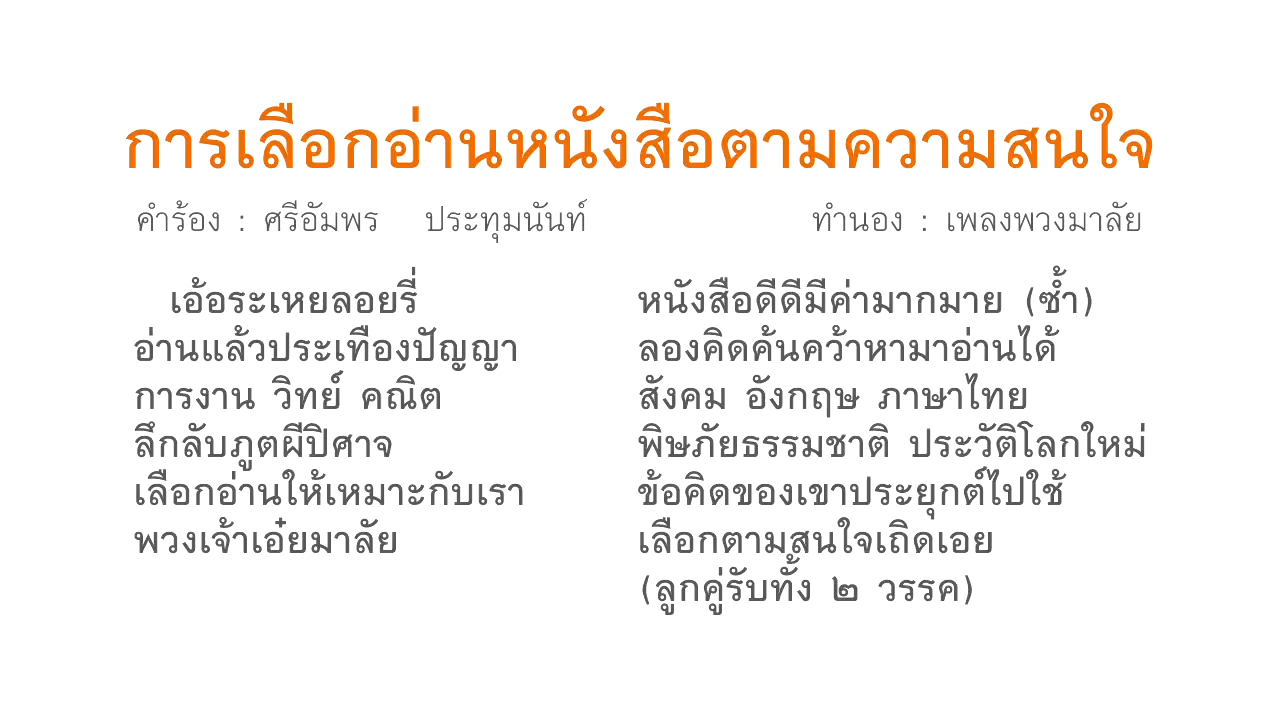 การเลือกอ่านหนังสือตามความสนใจ
คำร้อง : ศรีอัมพร ประทุมนันท์ ทำนอง : เพลงพวงมาลัย
เอ้อระเหยลอยรี่ หนังสือดีดีมีค่ามากมาย (ซ้ำ)
อ่านแล้วประเทืองปัญญา ลองคิดค้นคว้าหามาอ่านได้
การงาน วิทย์ คณิต สังคม อังกฤษ ภาษาไทย
ลึกลับภูตผีปิศาจ พิษภัยธรรมชาติ ประวัติโลกใหม่
เลือกอ่านให้เหมาะกับเรา ข้อคิดของเขาประยุกต์ไปใช้
พวงเจ้าเอ๋ยมาลัย เลือกตามสนใจเถิดเอย
(ลูกคู่รับทั้ง ๒ วรรค)